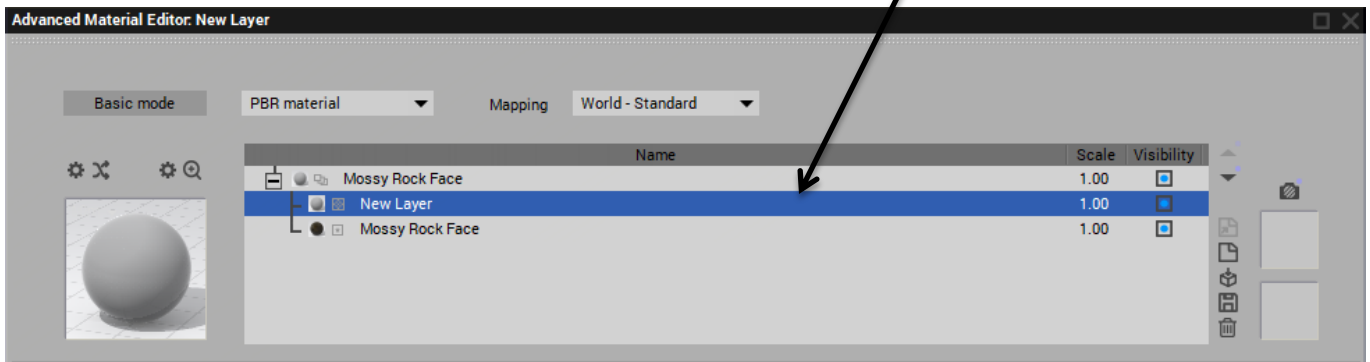 Advanced Material Editor: New Layer
Basic mode PBR material Mapping World - Standard
Name Scale Visibility
Mossy Rock Face 1.00
New Layer 1.00
Mossy Rock Face 1.00